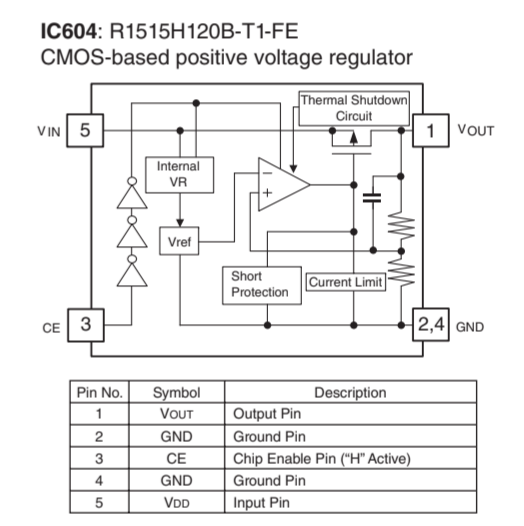 IC604: R1515H120B-T1-FE
CMOS-based positive voltage regulator
Thermal Shutdown
Circuit
VIN 5
1 VOUT
Internal
VR
−
+
Vref
Short
Protection
Current Limit
CE 3
2,4 GND
Pin No. Symbol Description
1 VOUT Output Pin
2 GND Ground Pin
3 CE Chip Enable Pin (“H” Active)
4 GND Ground Pin
5 VDD Input Pin